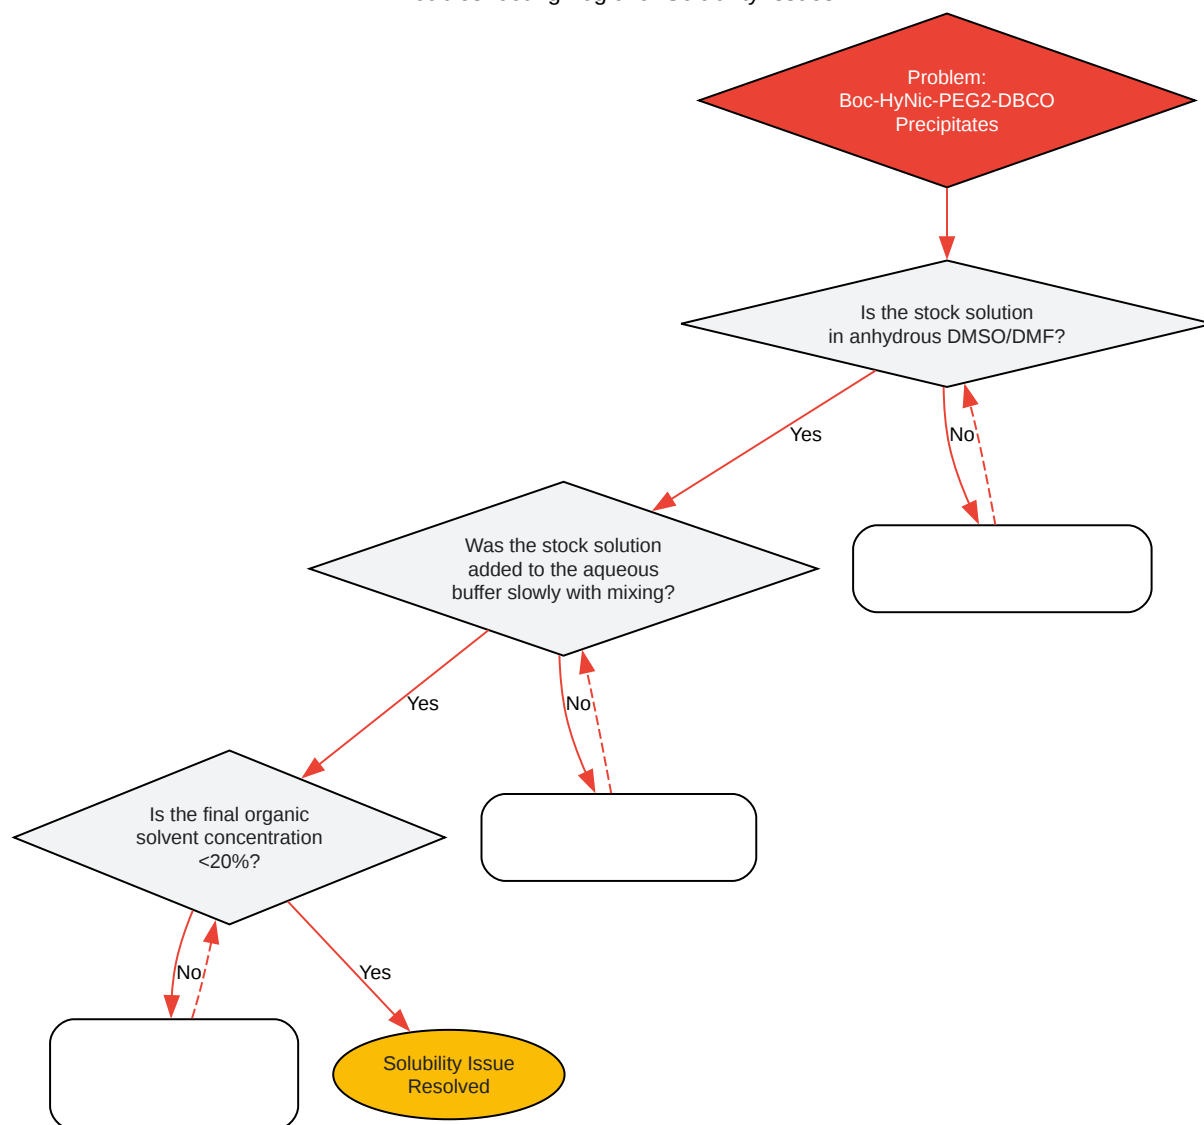 Problem:
Boc-HyNic-PEG2-DBCO
Precipitates
Is the stock solution
in anhydrous DMSO/DMF?
Yes
No
Was the stock solution
added to the aqueous
buffer slowly with mixing?
Yes
No
Is the final organic
solvent concentration
<20%?
No
Yes
Solubility Issue
Resolved